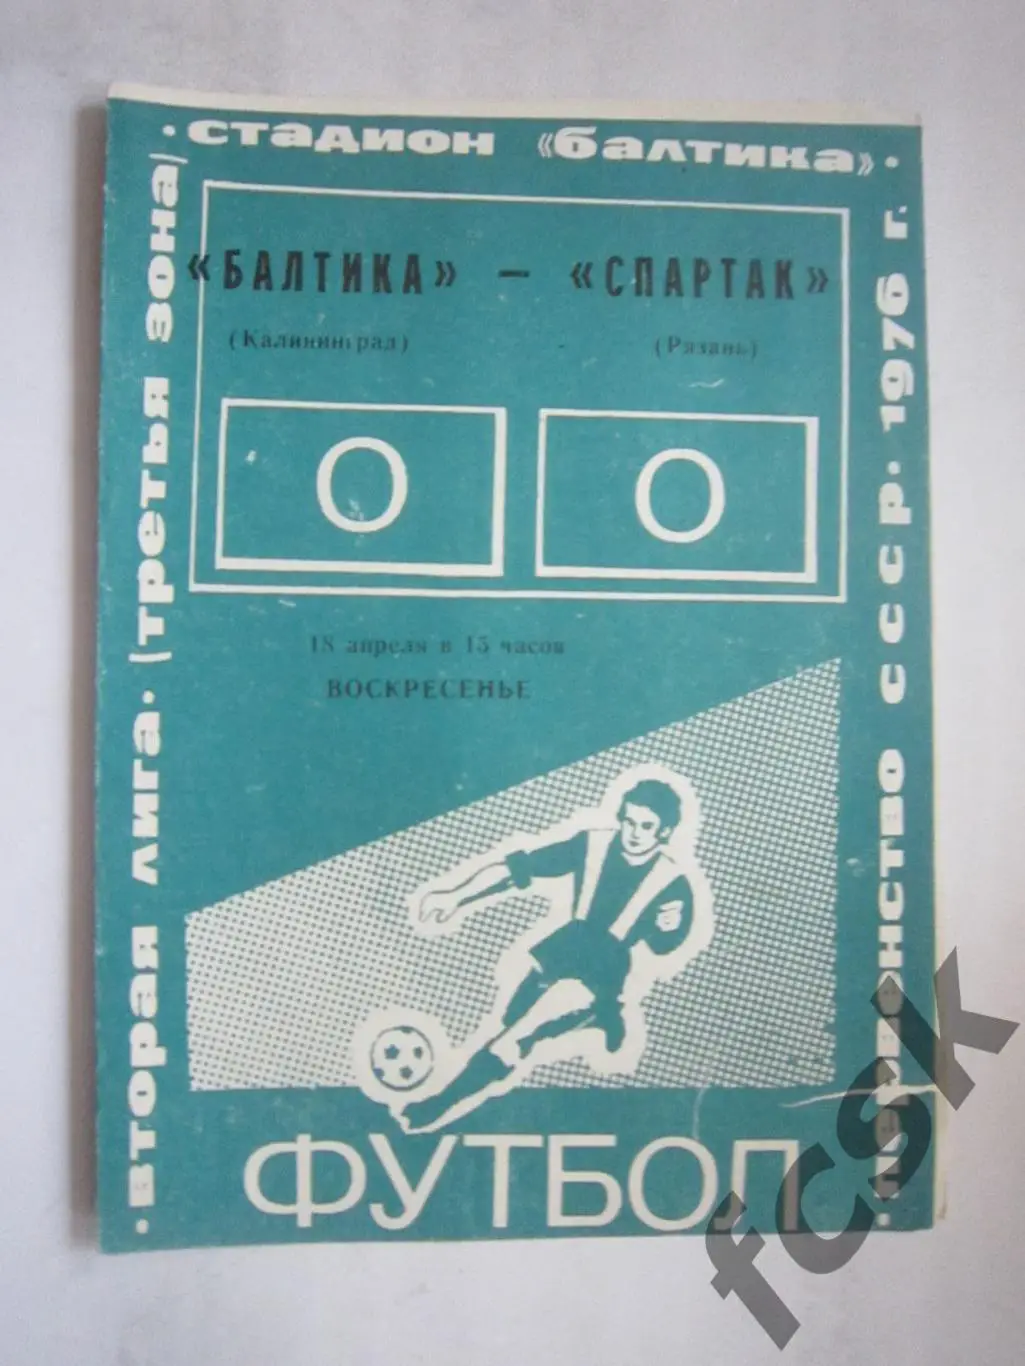 • стадион «балтика» •
«БАЛТИКА» – «СПАРТАК»
(Калининград) (Рязань)
0 0
18 апреля в 15 часов
ВОСКРЕСЕНЬЕ
ФУТБОЛ
• вторая лига. (третья зона) •
первенство СССР. 1976 г.
fcsk